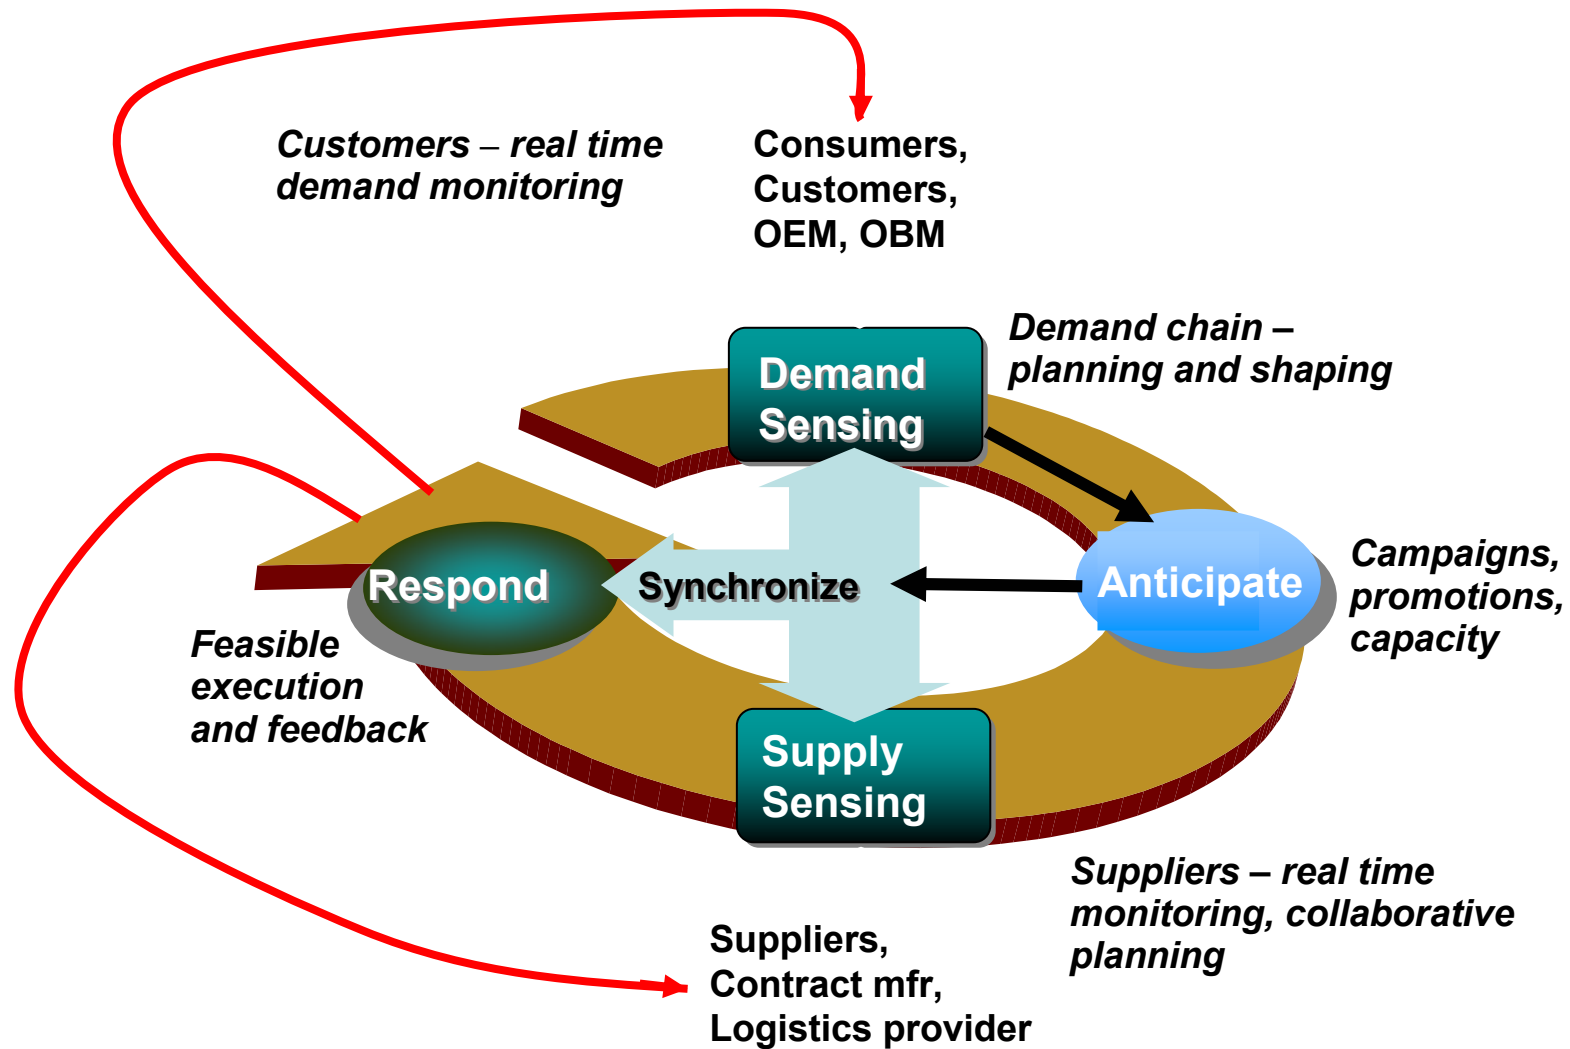 Customers – real time
demand monitoring
Consumers,
Customers,
OEM, OBM
Demand chain –
planning and shaping
Demand
Sensing
Respond
Synchronize
Anticipate
Campaigns,
promotions,
capacity
Feasible
execution
and feedback
Supply
Sensing
Suppliers – real time
monitoring, collaborative
planning
Suppliers,
Contract mfr,
Logistics provider